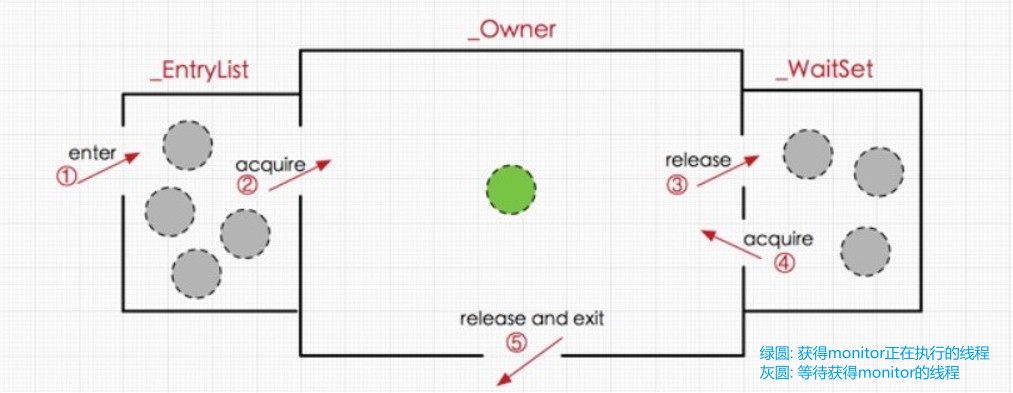 _Owner
_EntryList
_WaitSet
enter
①
acquire
②
release
③
acquire
④
release and exit
⑤
绿圆: 获得monitor正在执行的线程
灰圆: 等待获得monitor的线程